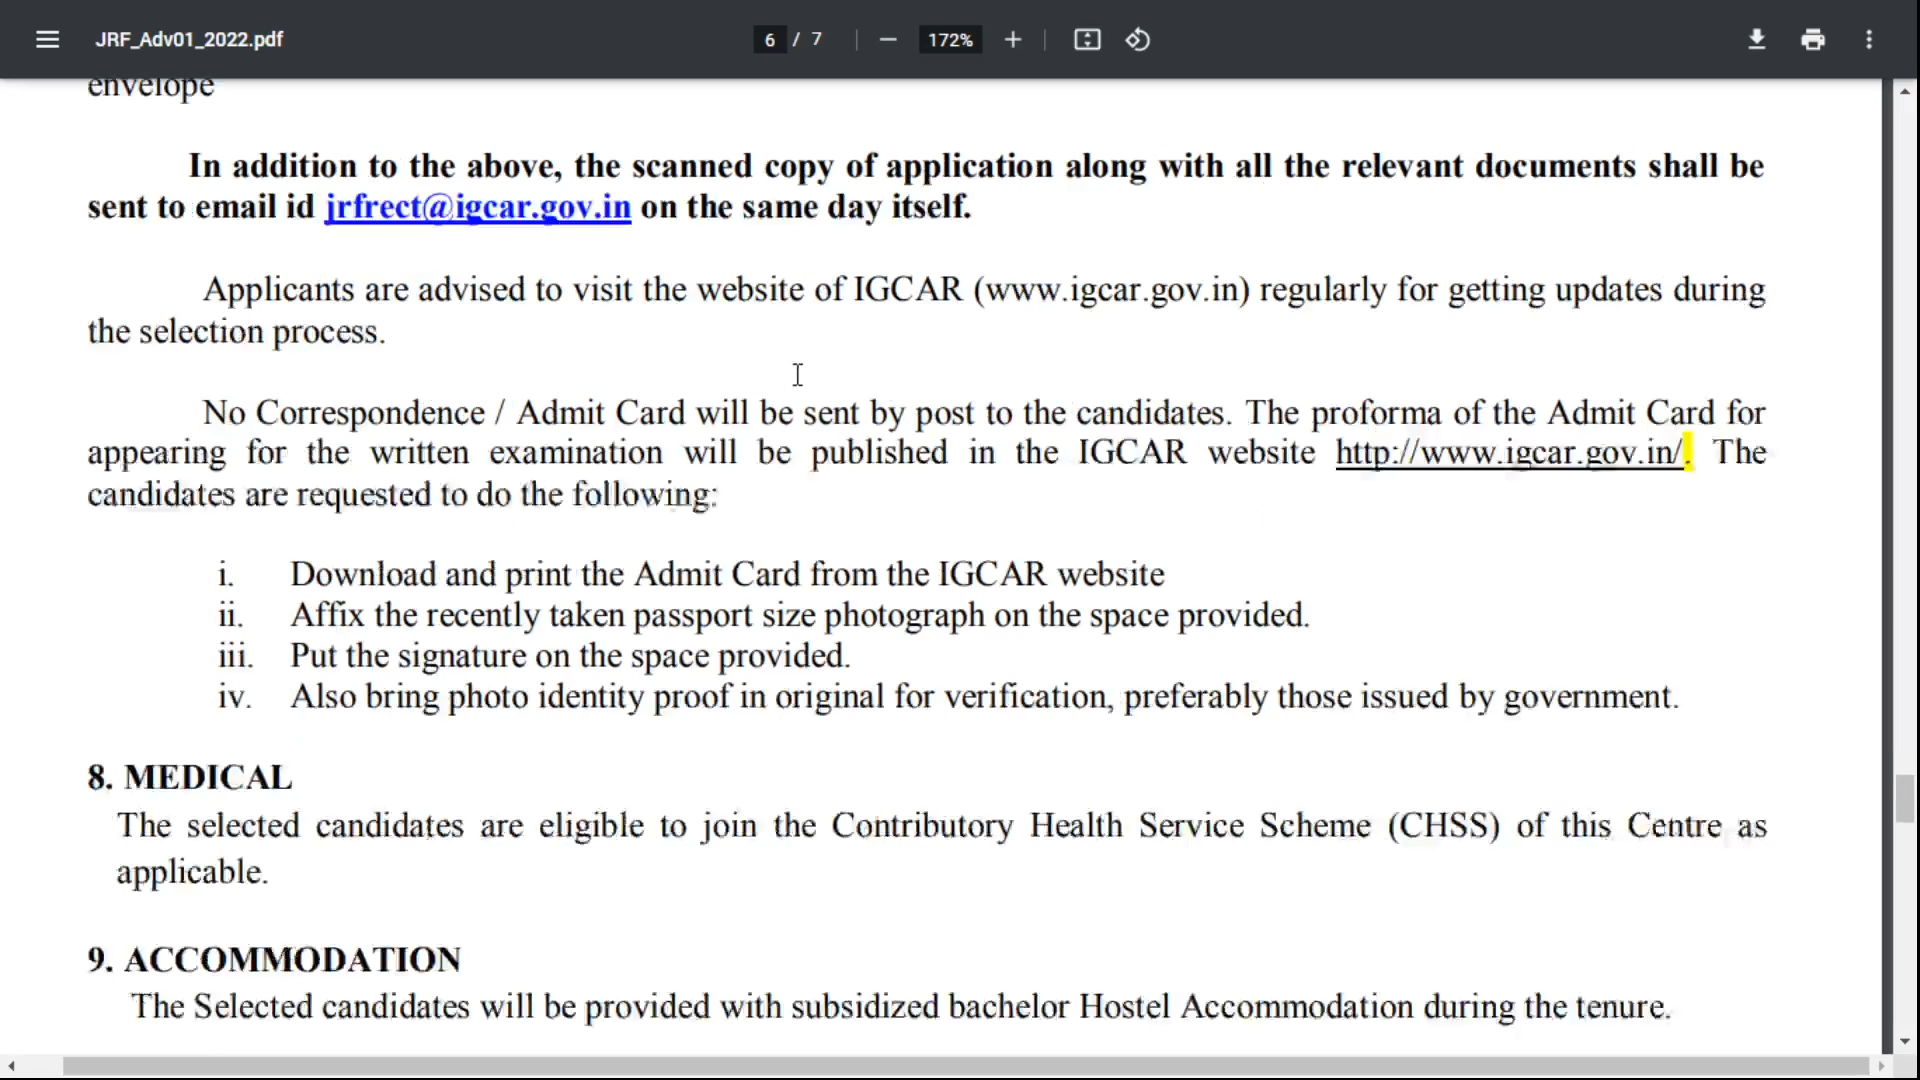 JRF_Adv01_2022.pdf
6 / 7
172%
envelope
In addition to the above, the scanned copy of application along with all the relevant documents shall be
sent to email id jrfrect@igcar.gov.in on the same day itself.
Applicants are advised to visit the website of IGCAR (www.igcar.gov.in) regularly for getting updates during
the selection process.
No Correspondence / Admit Card will be sent by post to the candidates. The proforma of the Admit Card for
appearing for the written examination will be published in the IGCAR website http://www.igcar.gov.in/. The
candidates are requested to do the following:
i. Download and print the Admit Card from the IGCAR website
ii. Affix the recently taken passport size photograph on the space provided.
iii. Put the signature on the space provided.
iv. Also bring photo identity proof in original for verification, preferably those issued by government.
8. MEDICAL
The selected candidates are eligible to join the Contributory Health Service Scheme (CHSS) of this Centre as
applicable.
9. ACCOMMODATION
The Selected candidates will be provided with subsidized bachelor Hostel Accommodation during the tenure.